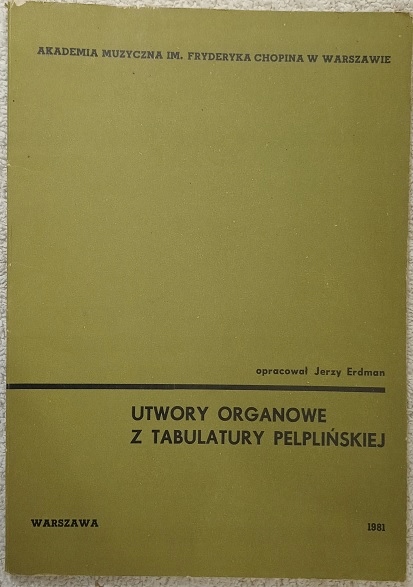 AKADEMIA MUZYCZNA IM. FRYDERYKA CHOPINA W WARSZAWIE
opracował Jerzy Erdman
UTWORY ORGANOWE
Z TABULATURY PELPLIŃSKIEJ
WARSZAWA 1981